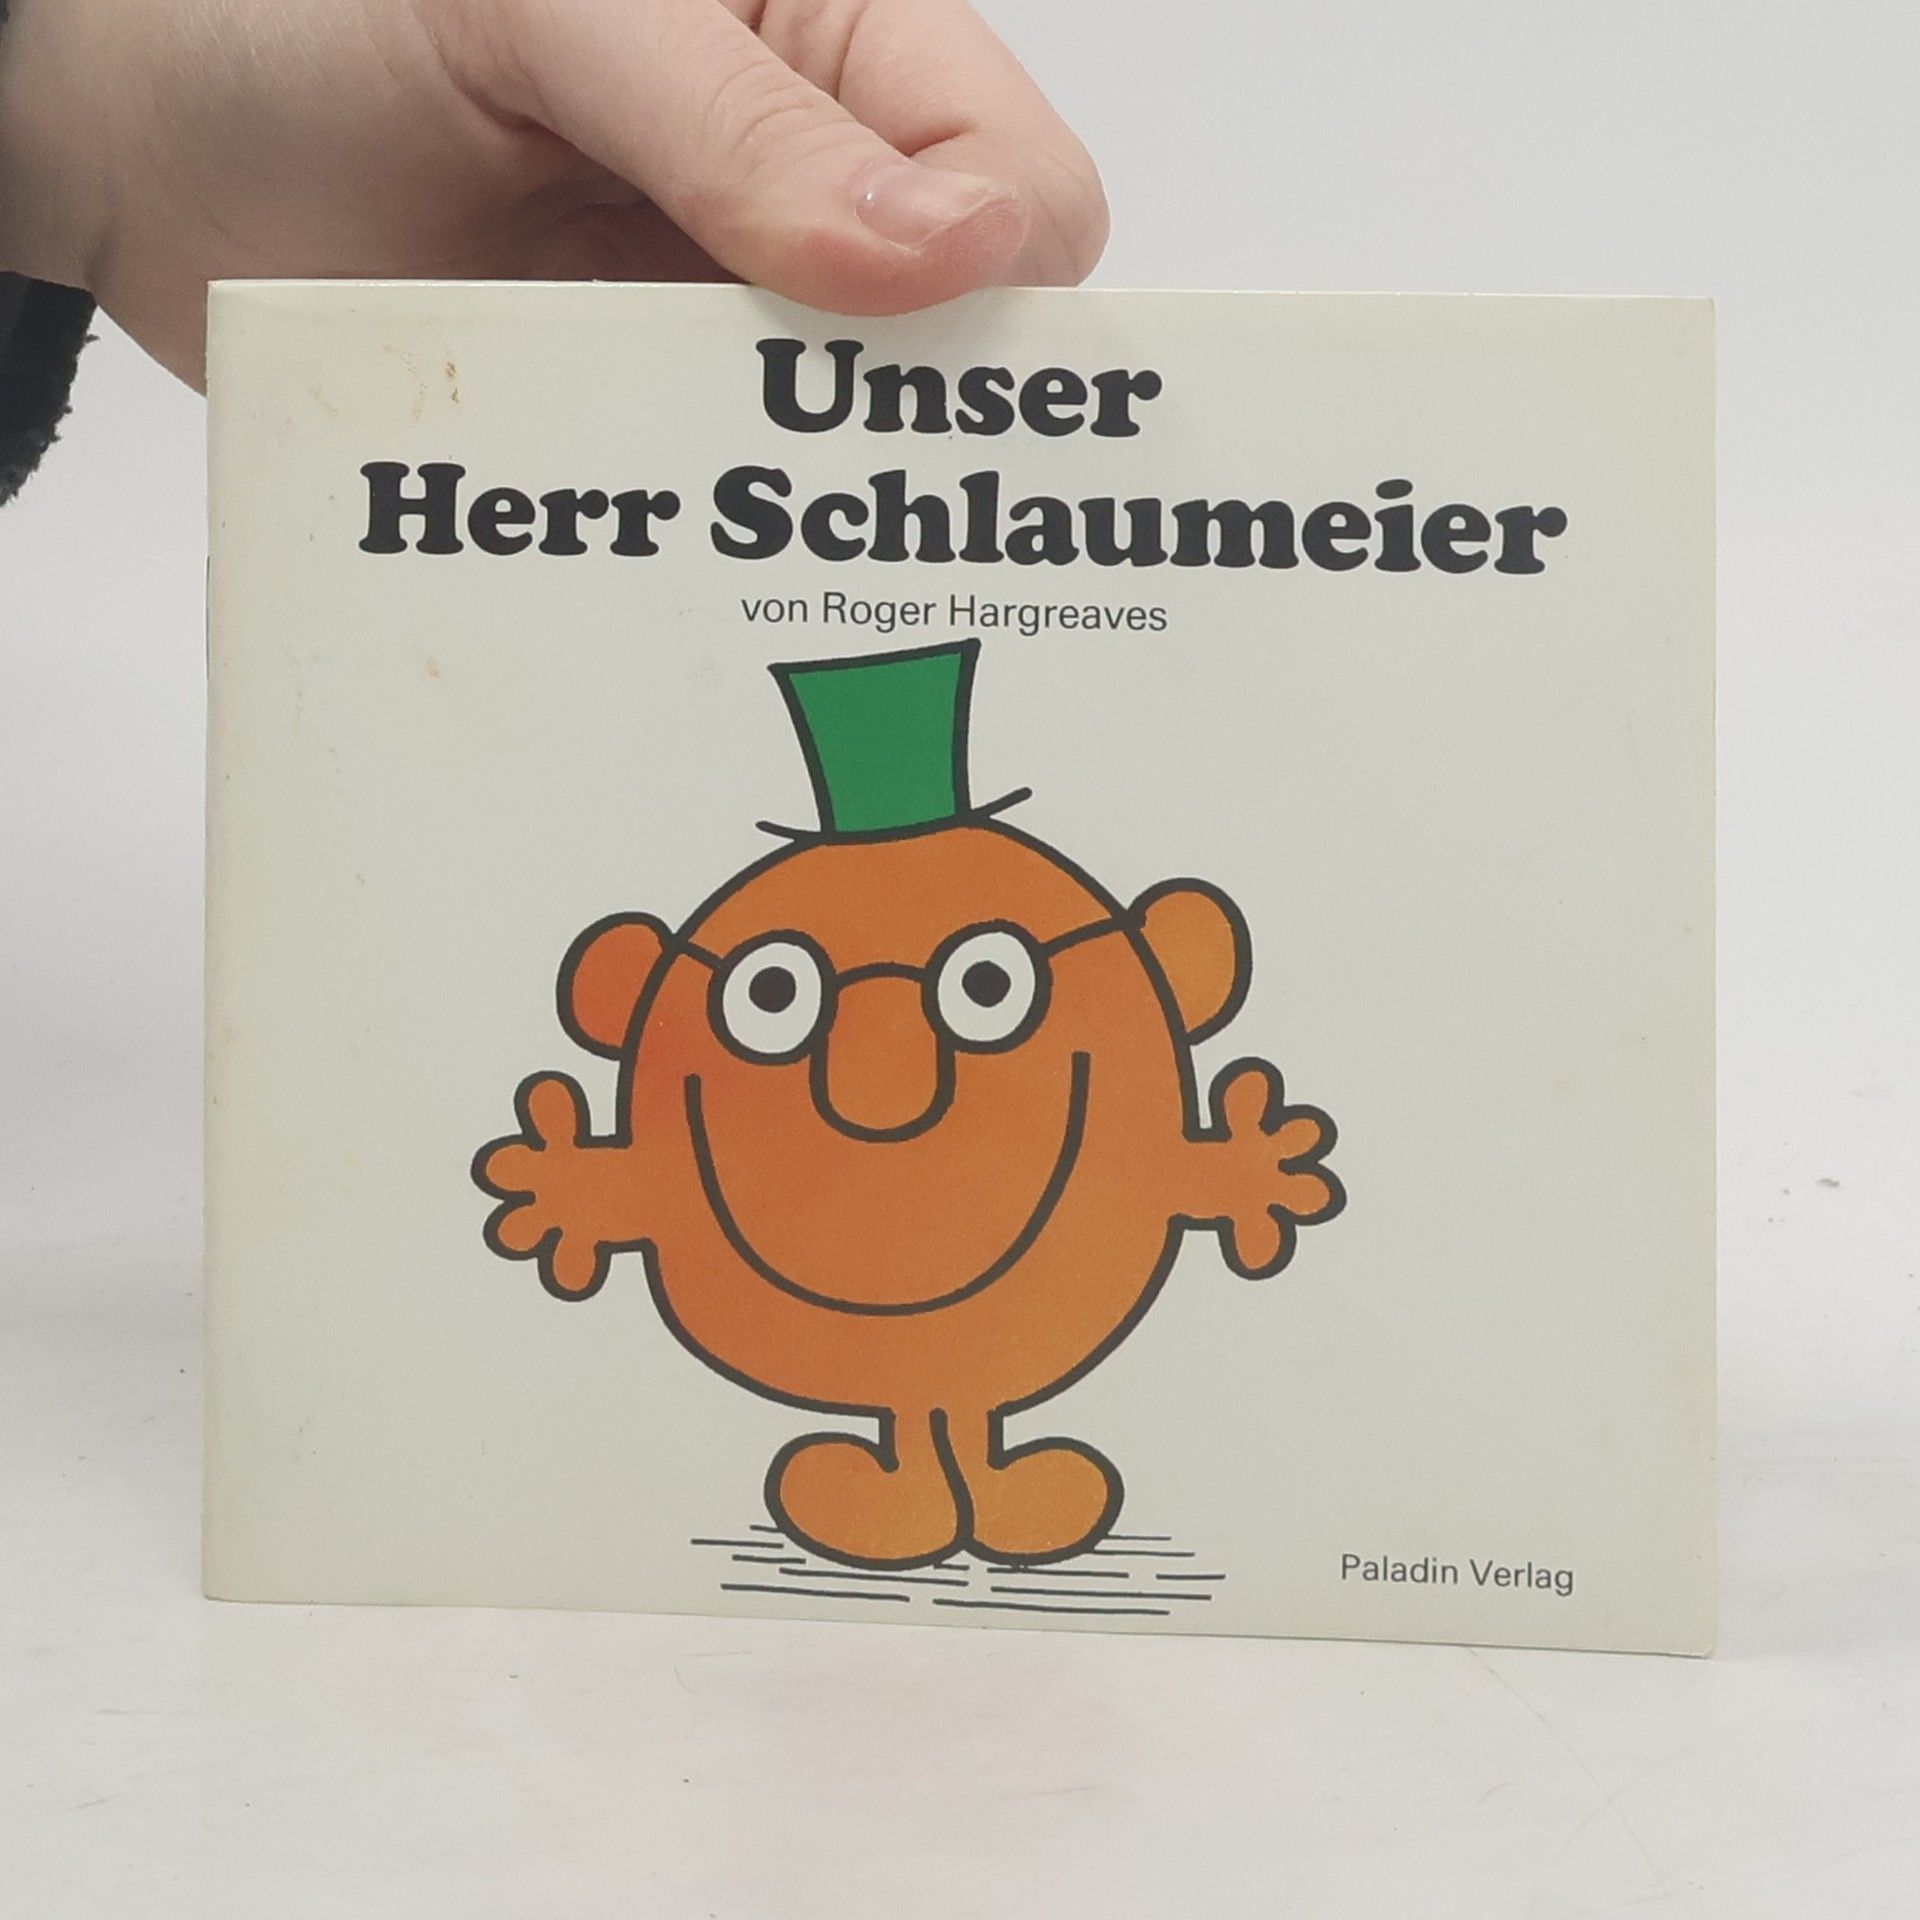 Unser
Herr Schlaumeier
von Roger Hargreaves
Paladin Verlag